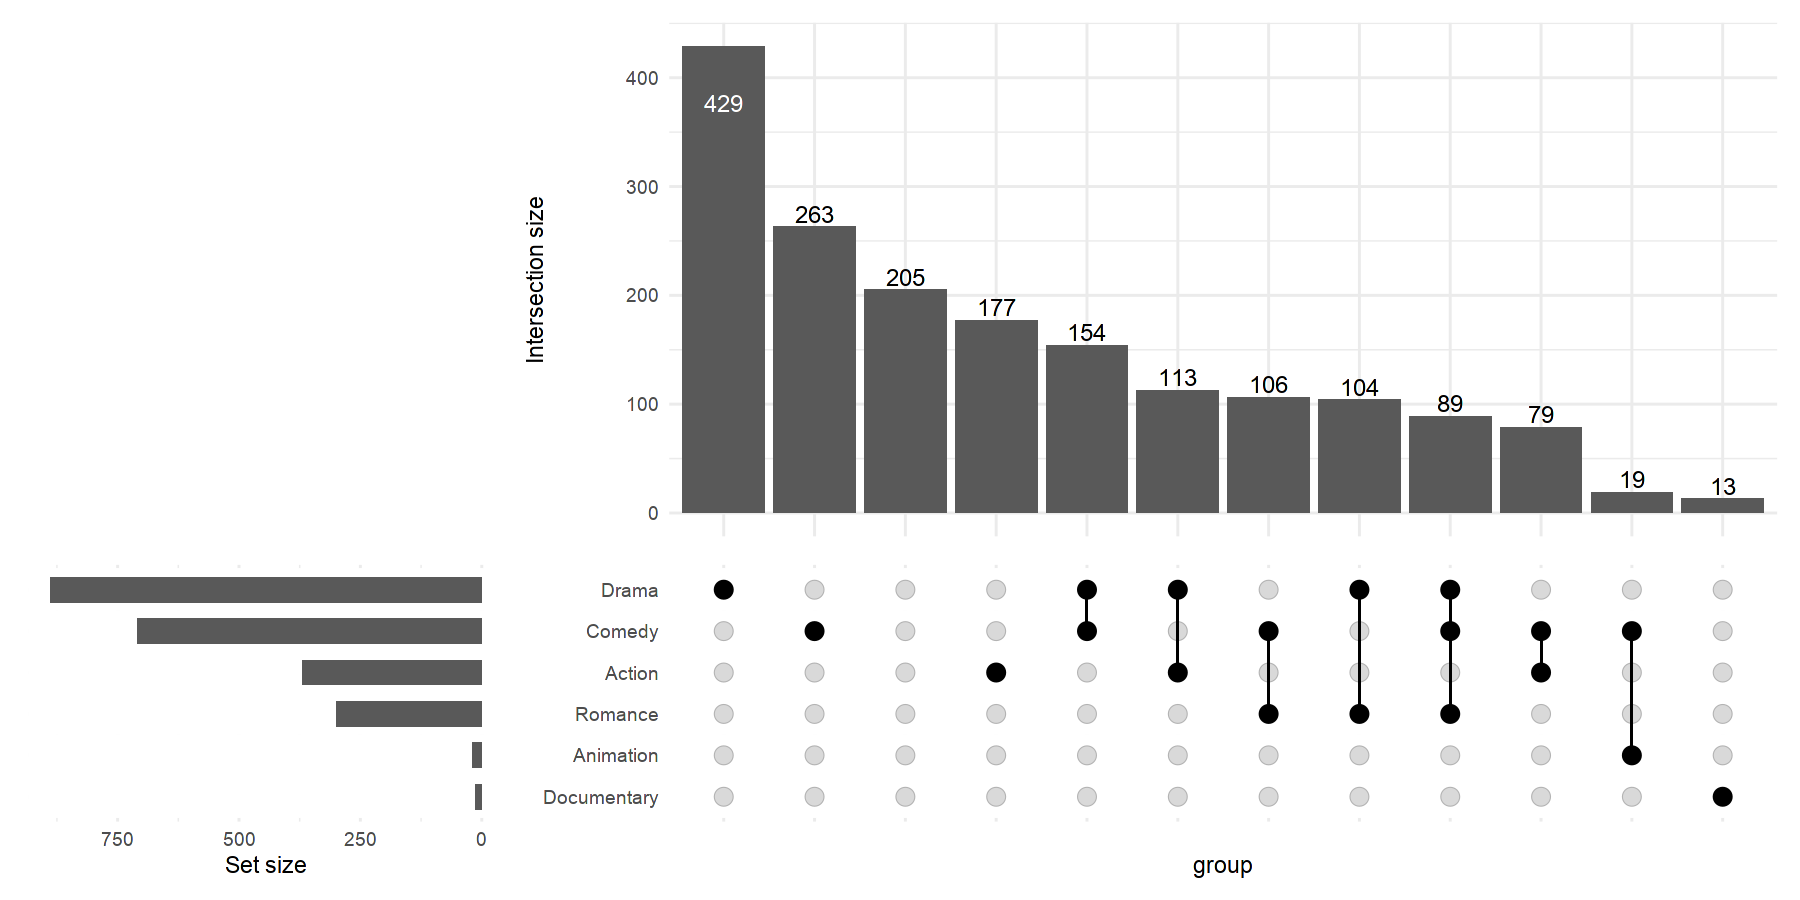 400
300
200
100
0
Intersection size
429
263
205
177
154
113
106
104
89
79
19
13
Drama
Comedy
Action
Romance
Animation
Documentary
750 500 250 0
Set size
group